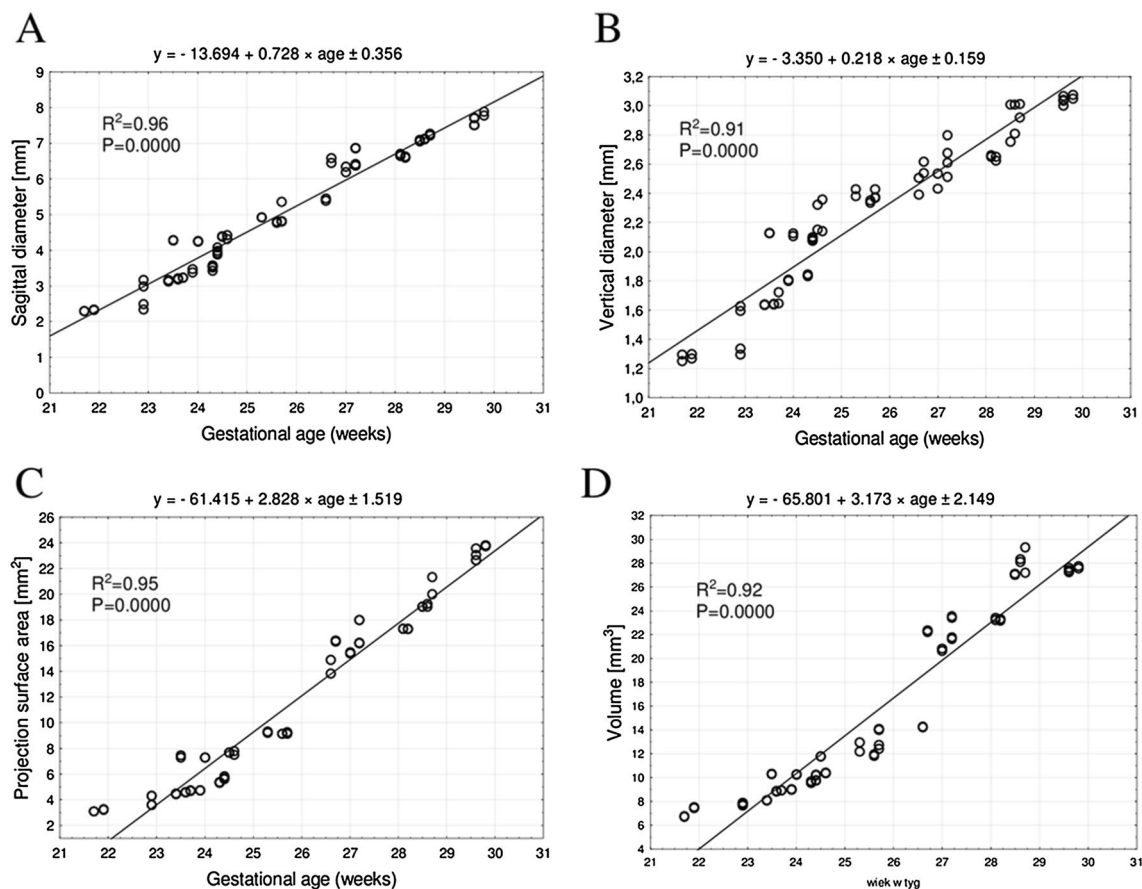 A
y = - 13.694 + 0.728 × age ± 0.356
R²=0.96
P=0.0000
Sagittal diameter [mm]
9
8
7
6
5
4
3
2
1
0
21 22 23 24 25 26 27 28 29 30 31
Gestational age (weeks)
B
y = - 3.350 + 0.218 × age ± 0.159
R²=0.91
P=0.0000
Vertical diameter [mm]
3,2
3,0
2,8
2,6
2,4
2,2
2,0
1,8
1,6
1,4
1,2
1,0
21 22 23 24 25 26 27 28 29 30 31
Gestational age (weeks)
C
y = - 61.415 + 2.828 × age ± 1.519
R²=0.95
P=0.0000
Projection surface area [mm²]
26
24
22
20
18
16
14
12
10
8
6
4
2
21 22 23 24 25 26 27 28 29 30 31
Gestational age (weeks)
D
y = - 65.801 + 3.173 × age ± 2.149
R²=0.92
P=0.0000
Volume [mm³]
32
30
28
26
24
22
20
18
16
14
12
10
8
6
4
21 22 23 24 25 26 27 28 29 30 31
wiek w tyg